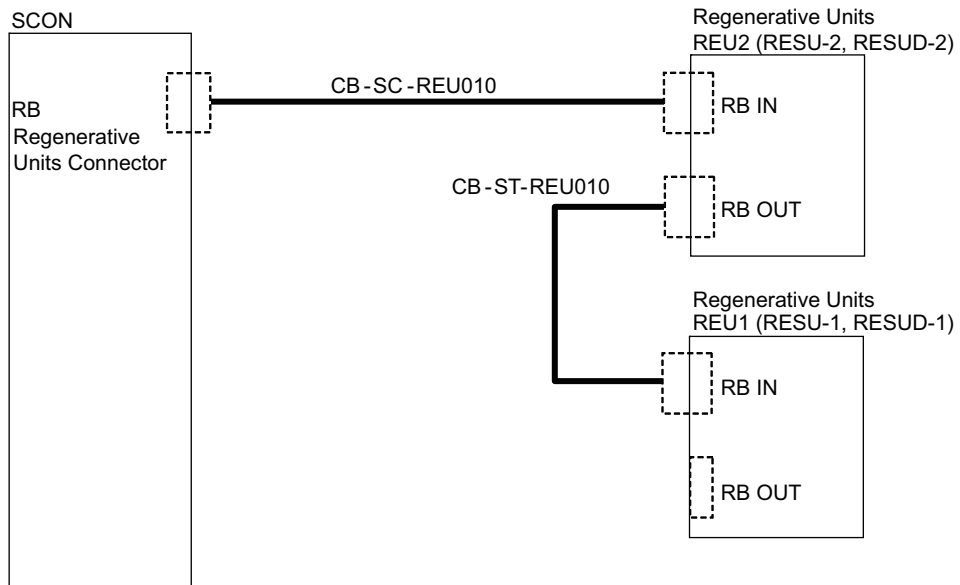 SCON
RB
Regenerative
Units Connector
CB-SC-REU010
Regenerative Units
REU2 (RESU-2, RESUD-2)
RB IN
RB OUT
CB-ST-REU010
Regenerative Units
REU1 (RESU-1, RESUD-1)
RB IN
RB OUT